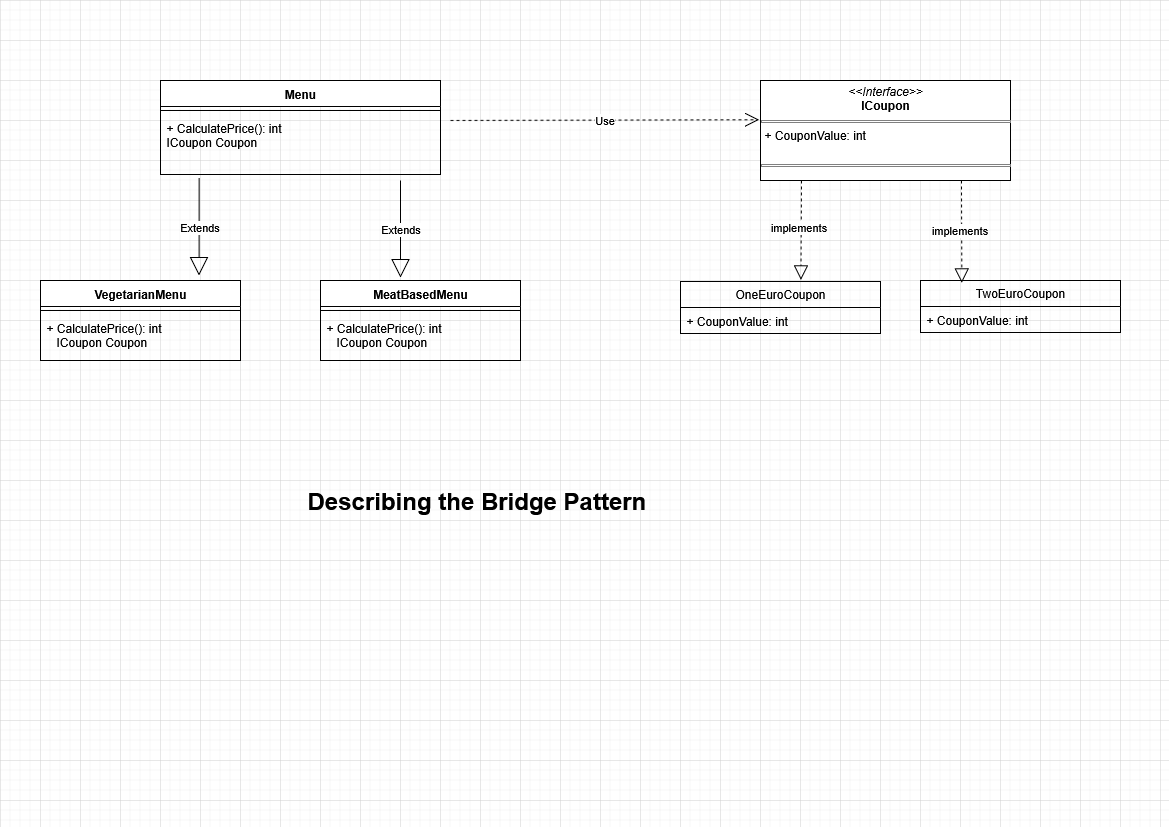 Menu
+ CalculatePrice(): int
ICoupon Coupon
Use
<<Interface>>
ICoupon
+ CouponValue: int
Extends
Extends
implements
implements
VegetarianMenu
+ CalculatePrice(): int
ICoupon Coupon
MeatBasedMenu
+ CalculatePrice(): int
ICoupon Coupon
OneEuroCoupon
+ CouponValue: int
TwoEuroCoupon
+ CouponValue: int
Describing the Bridge Pattern